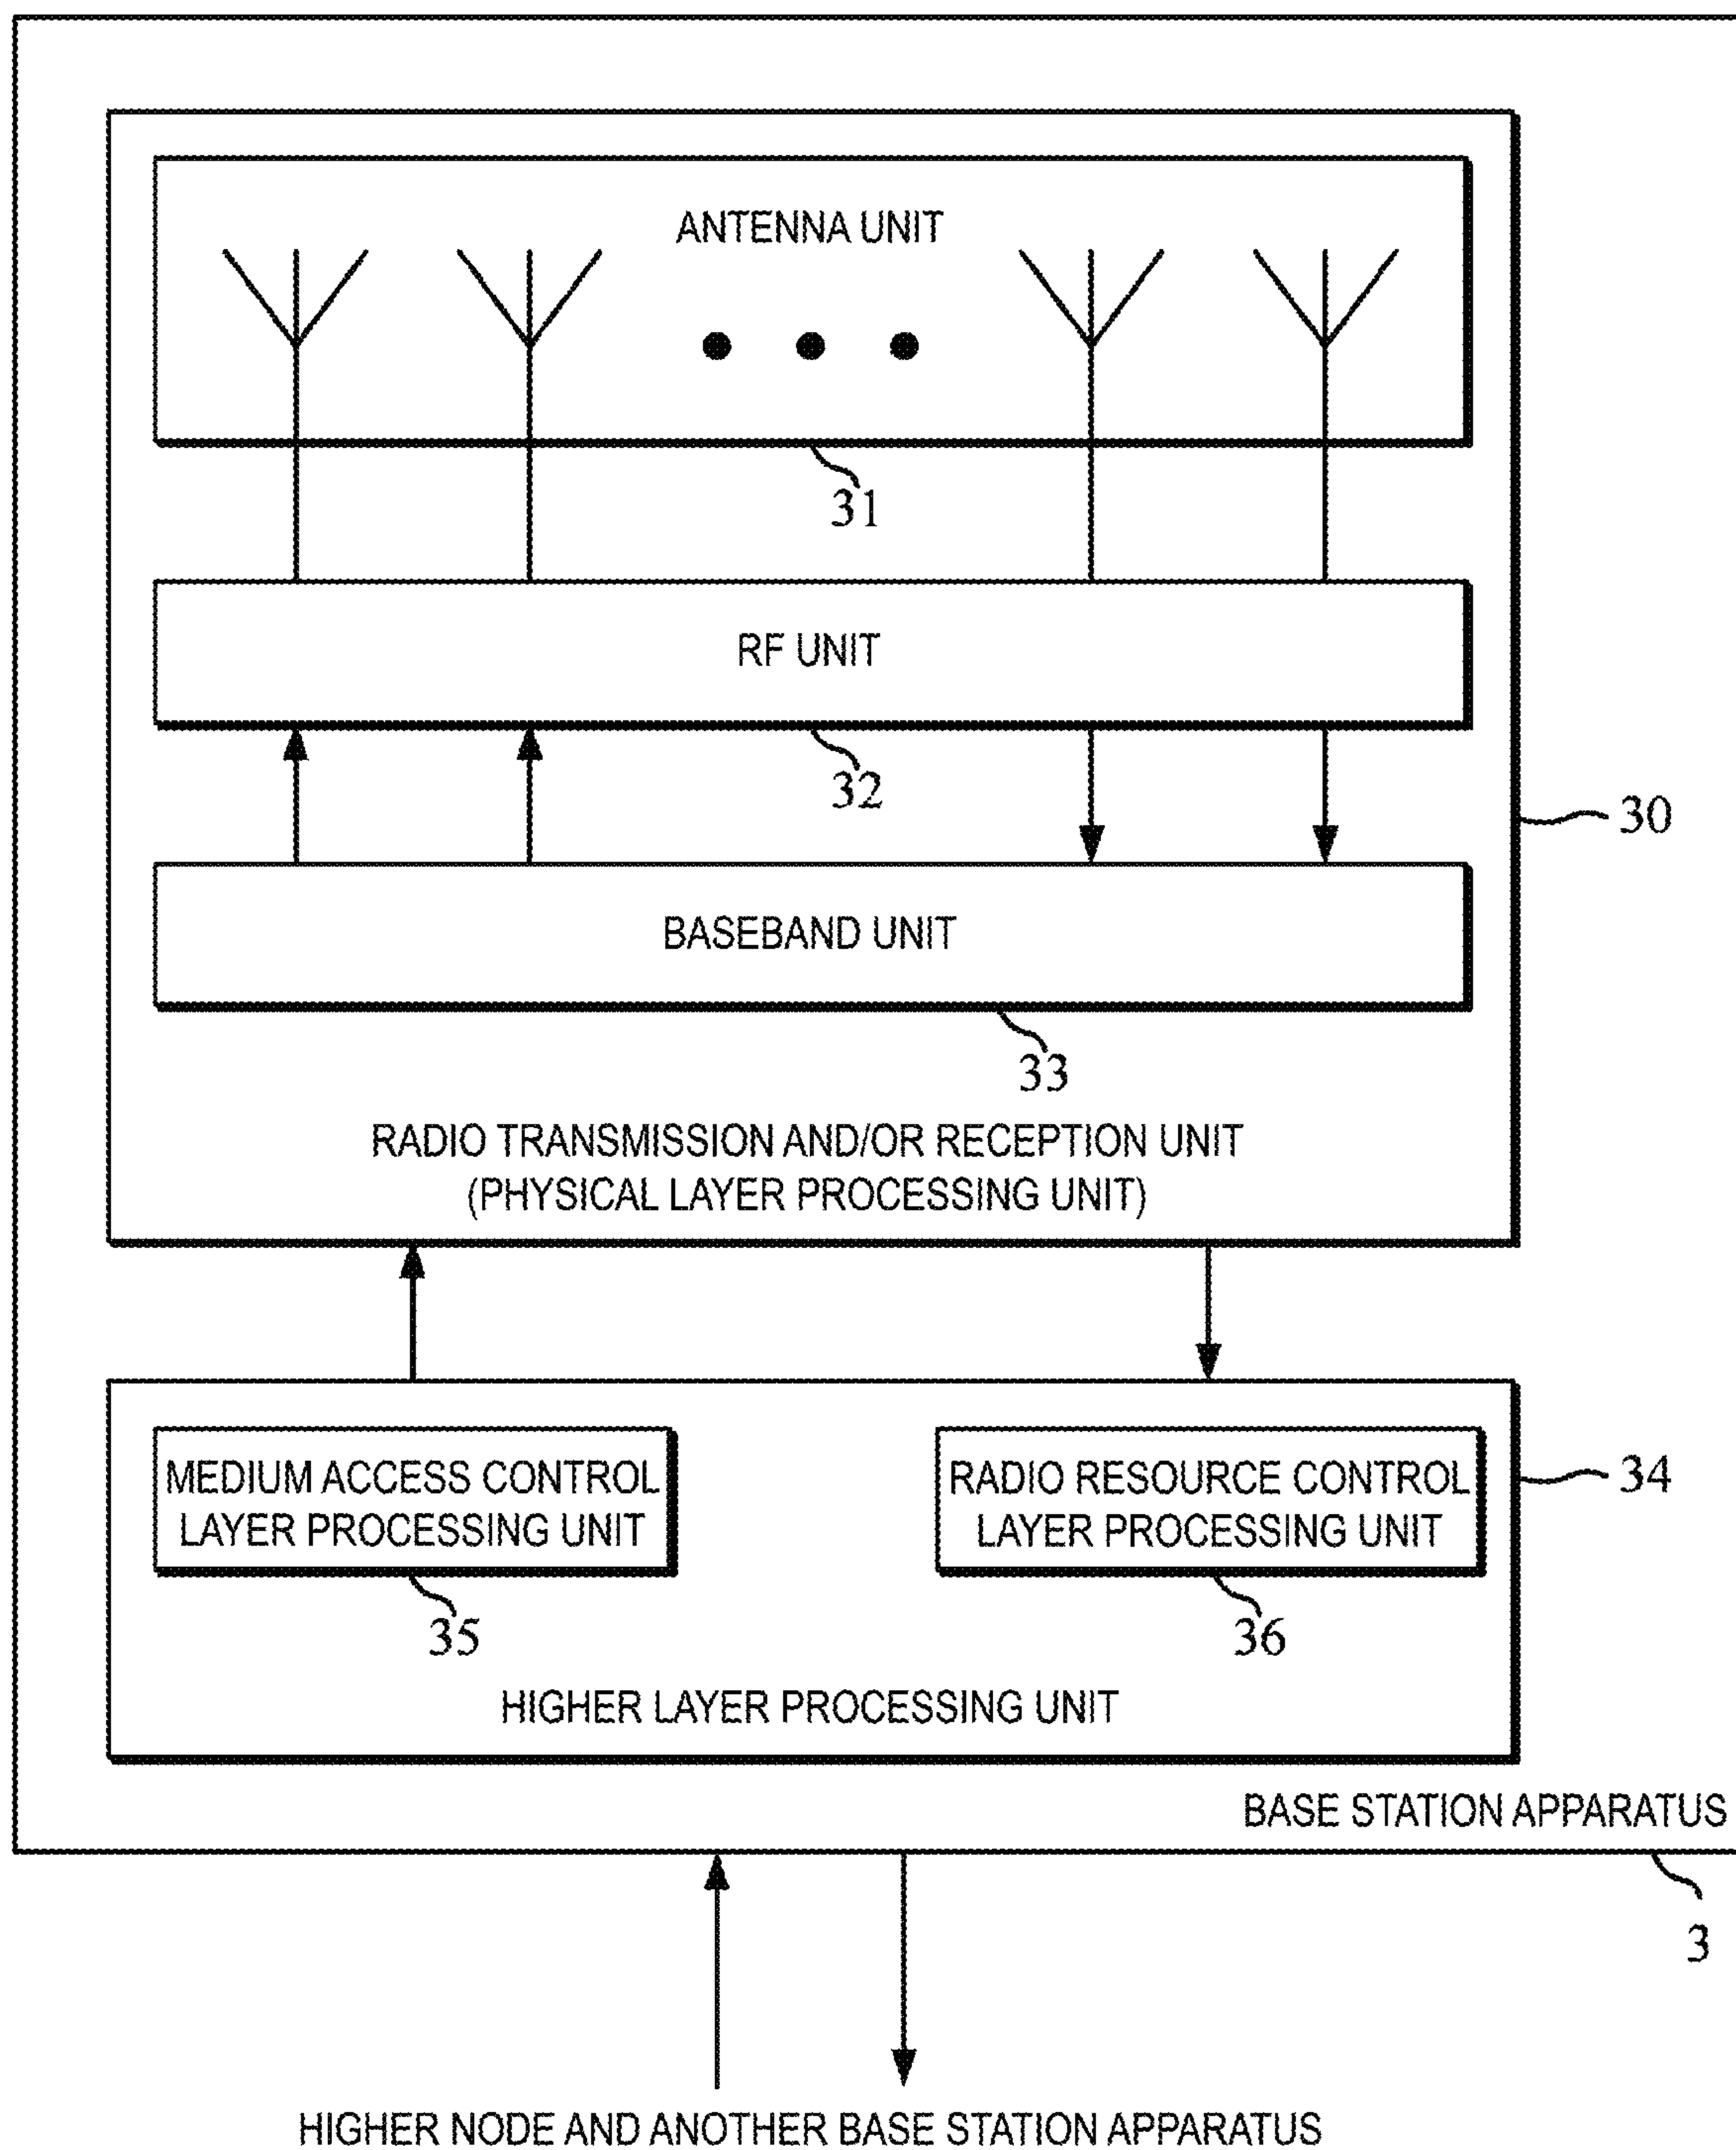 ANTENNA UNIT
31
RF UNIT
32
30
BASEBAND UNIT
33
RADIO TRANSMISSION AND/OR RECEPTION UNIT
(PHYSICAL LAYER PROCESSING UNIT)
MEDIUM ACCESS CONTROL
LAYER PROCESSING UNIT
35
RADIO RESOURCE CONTROL
LAYER PROCESSING UNIT
36
34
HIGHER LAYER PROCESSING UNIT
BASE STATION APPARATUS
3
HIGHER NODE AND ANOTHER BASE STATION APPARATUS